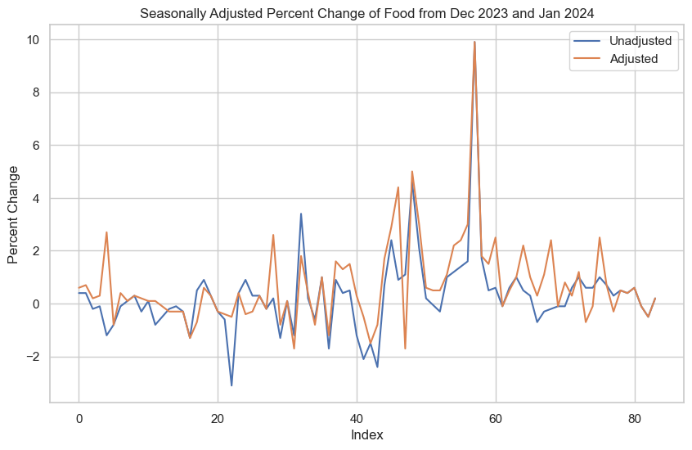 Seasonally Adjusted Percent Change of Food from Dec 2023 and Jan 2024
Unadjusted
Adjusted
Percent Change
10
8
6
4
2
0
−2
0 20 40 60 80
Index